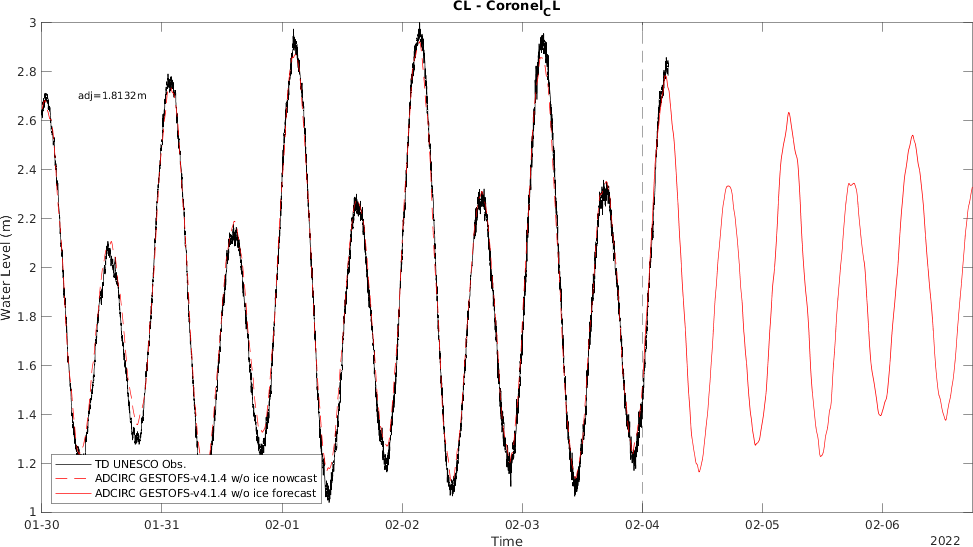 CL - Coronel_CL
3
2.8
adj=1.8132m
2.6
2.4
2.2
2
1.8
1.6
1.4
1.2
1
Water Level (m)
TD UNESCO Obs.
ADCIRC GESTOFS-v4.1.4 w/o ice nowcast
ADCIRC GESTOFS-v4.1.4 w/o ice forecast
01-30 01-31 02-01 02-02 02-03 02-04 02-05 02-06
Time
2022